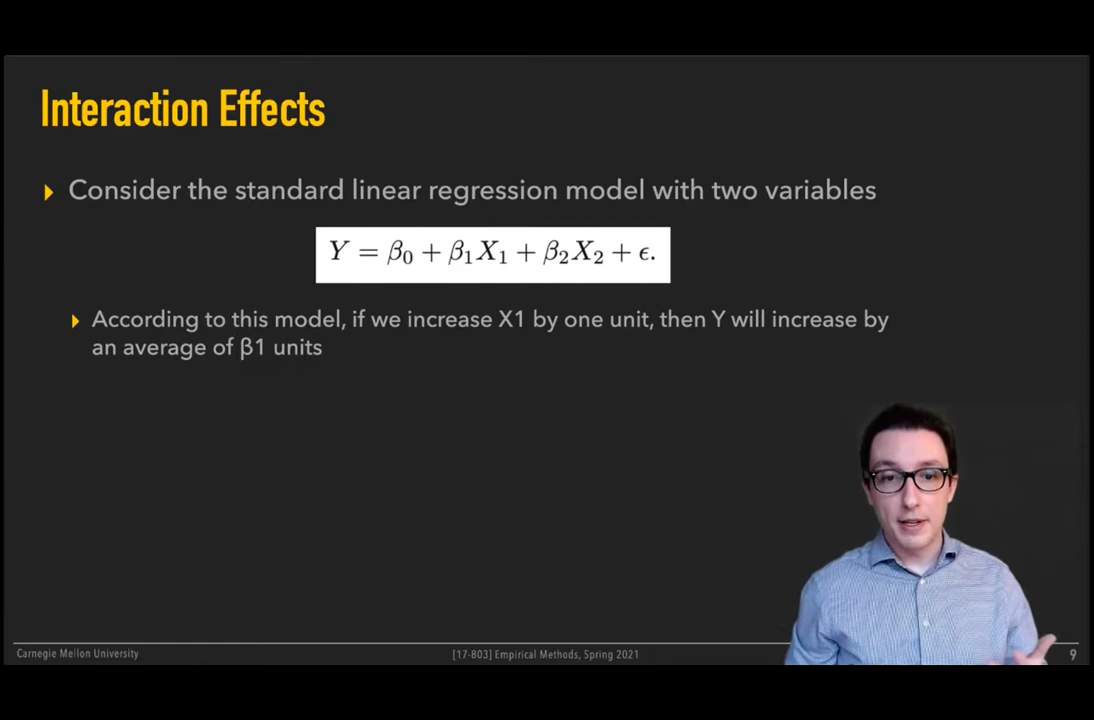 Interaction Effects
Consider the standard linear regression model with two variables
Y = β₀ + β₁X₁ + β₂X₂ + ϵ.
According to this model, if we increase X1 by one unit, then Y will increase by
an average of β1 units
Carnegie Mellon University
[17-803] Empirical Methods, Spring 2021
9